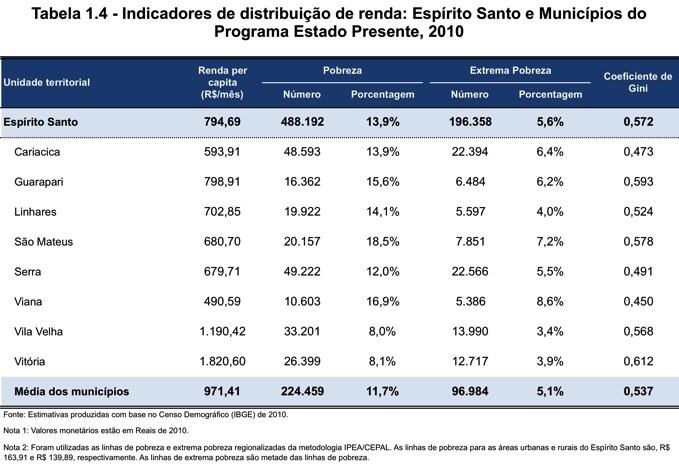 Tabela 1.4 - Indicadores de distribuição de renda: Espírito Santo e Municípios do
Programa Estado Presente, 2010
Unidade territorial Renda per capita (R$/mês) Pobreza Extrema Pobreza Coeficiente de Gini
Número Porcentagem Número Porcentagem
Espírito Santo 794,69 488.192 13,9% 196.358 5,6% 0,572
Cariacica 593,91 48.593 13,9% 22.394 6,4% 0,473
Guarapari 798,91 16.362 15,6% 6.484 6,2% 0,593
Linhares 702,85 19.922 14,1% 5.597 4,0% 0,524
São Mateus 680,70 20.157 18,5% 7.851 7,2% 0,578
Serra 679,71 49.222 12,0% 22.566 5,5% 0,491
Viana 490,59 10.603 16,9% 5.386 8,6% 0,450
Vila Velha 1.190,42 33.201 8,0% 13.990 3,4% 0,568
Vitória 1.820,60 26.399 8,1% 12.717 3,9% 0,612
Média dos municípios 971,41 224.459 11,7% 96.984 5,1% 0,537
Fonte: Estimativas produzidas com base no Censo Demográfico (IBGE) de 2010.
Nota 1: Valores monetários estão em Reais de 2010.
Nota 2: Foram utilizadas as linhas de pobreza e extrema pobreza regionalizadas da metodologia IPEA/CEPAL. As linhas de pobreza para as áreas urbanas e rurais do Espírito Santo são, R$
163,91 e R$ 139,89, respectivamente. As linhas de extrema pobreza são metade das linhas de pobreza.